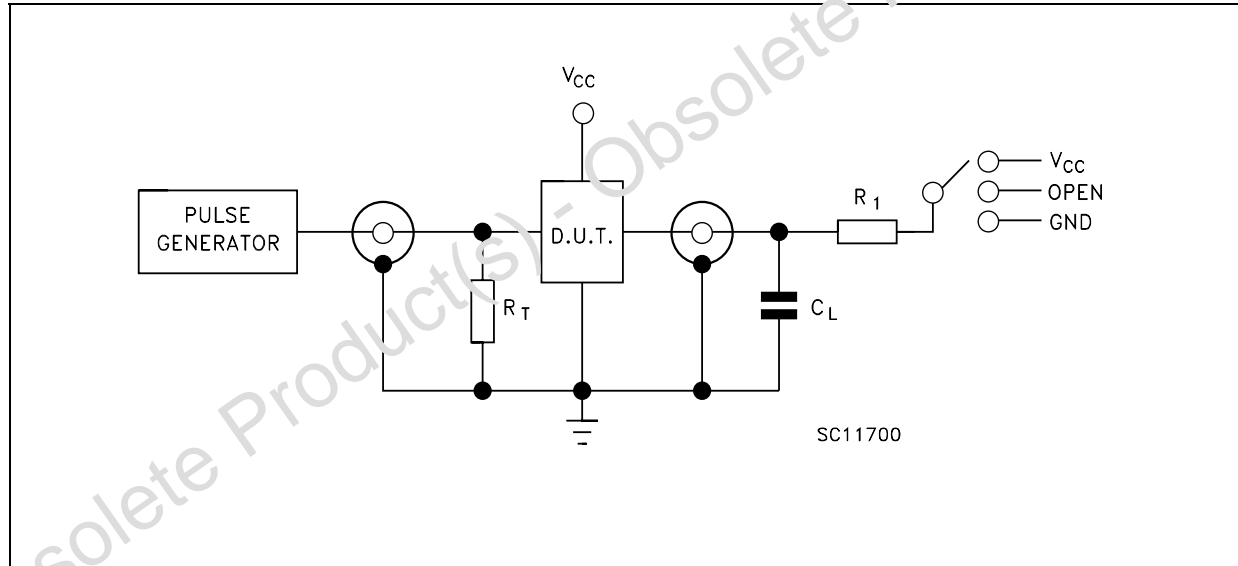 Obsolete Product(s) - Obsolete
VCC
PULSE
GENERATOR
D.U.T.
RT
R1
CL
VCC
OPEN
GND
SC11700